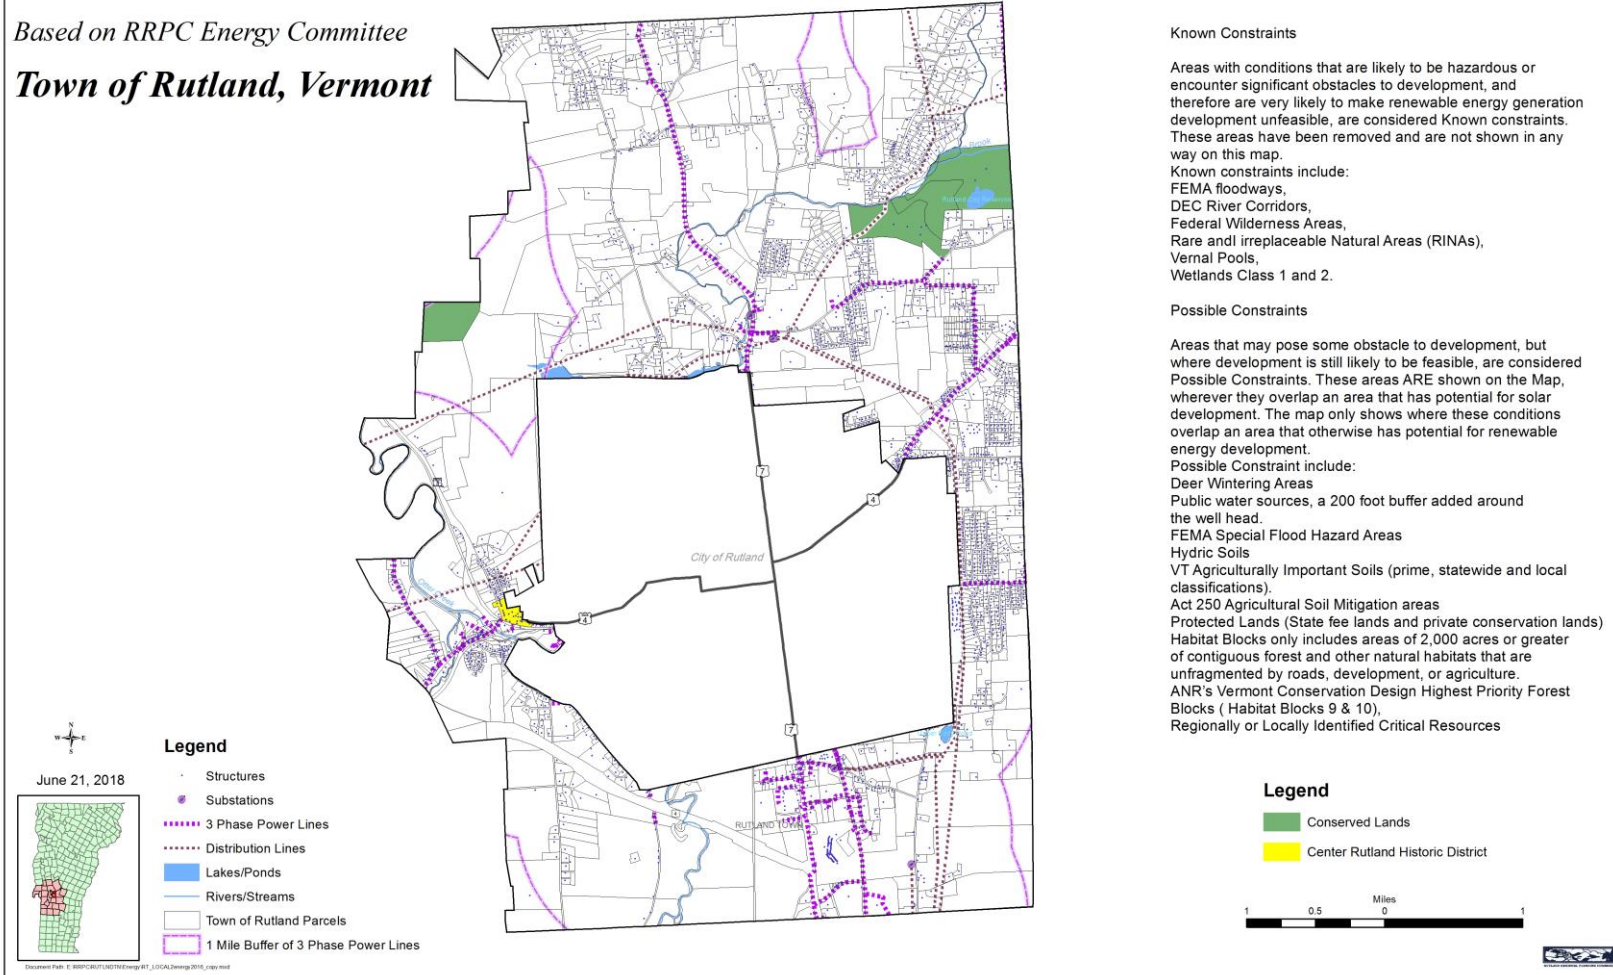 Based on RRPC Energy Committee
Town of Rutland, Vermont
Brook
City of Rutland
7
4
4
7
4
RUTLAND TOWN
N
W E
S
June 21, 2018
Legend
Structures
Substations
3 Phase Power Lines
Distribution Lines
Lakes/Ponds
Rivers/Streams
Town of Rutland Parcels
1 Mile Buffer of 3 Phase Power Lines
Known Constraints
Areas with conditions that are likely to be hazardous or
encounter significant obstacles to development, and
therefore are very likely to make renewable energy generation
development unfeasible, are considered Known constraints.
These areas have been removed and are not shown in any
way on this map.
Known constraints include:
FEMA floodways,
DEC River Corridors,
Federal Wilderness Areas,
Rare andI irreplaceable Natural Areas (RINAs),
Vernal Pools,
Wetlands Class 1 and 2.
Possible Constraints
Areas that may pose some obstacle to development, but
where development is still likely to be feasible, are considered
Possible Constraints. These areas ARE shown on the Map,
wherever they overlap an area that has potential for solar
development. The map only shows where these conditions
overlap an area that otherwise has potential for renewable
energy development.
Possible Constraint include:
Deer Wintering Areas
Public water sources, a 200 foot buffer added around
the well head.
FEMA Special Flood Hazard Areas
Hydric Soils
VT Agriculturally Important Soils (prime, statewide and local
classifications).
Act 250 Agricultural Soil Mitigation areas
Protected Lands (State fee lands and private conservation lands)
Habitat Blocks only includes areas of 2,000 acres or greater
of contiguous forest and other natural habitats that are
unfragmented by roads, development, or agriculture.
ANR's Vermont Conservation Design Highest Priority Forest
Blocks ( Habitat Blocks 9 & 10),
Regionally or Locally Identified Critical Resources
Legend
Conserved Lands
Center Rutland Historic District
Miles
1 0.5 0 1